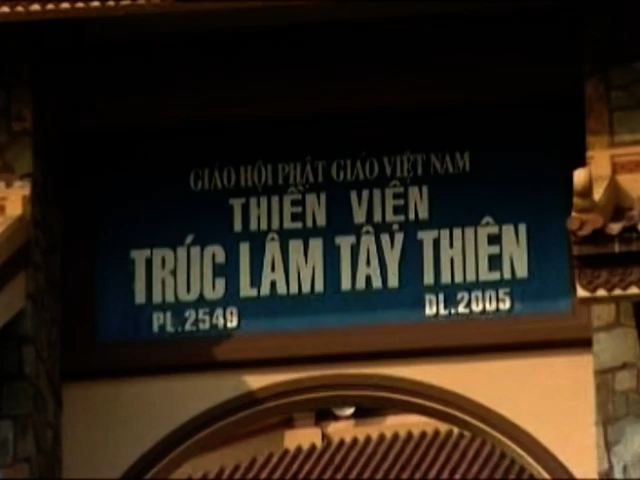 GIÁO HỘI PHẬT GIÁO VIỆT NAM
THIỀN VIỆN
TRÚC LÂM TÂY THIÊN
PL.2549 DL.2005